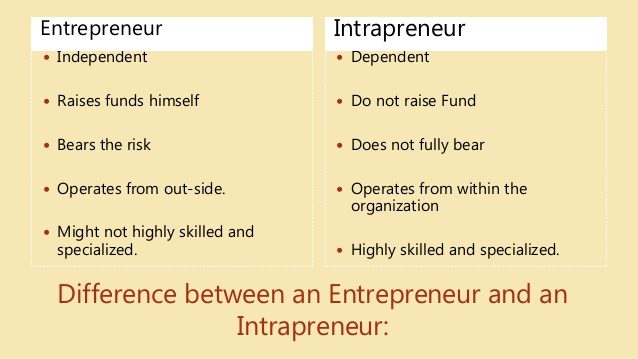 Entrepreneur
• Independent
• Raises funds himself
• Bears the risk
• Operates from out-side.
• Might not highly skilled and
specialized.
Intrapreneur
• Dependent
• Do not raise Fund
• Does not fully bear
• Operates from within the
organization
• Highly skilled and specialized.
Difference between an Entrepreneur and an
Intrapreneur: